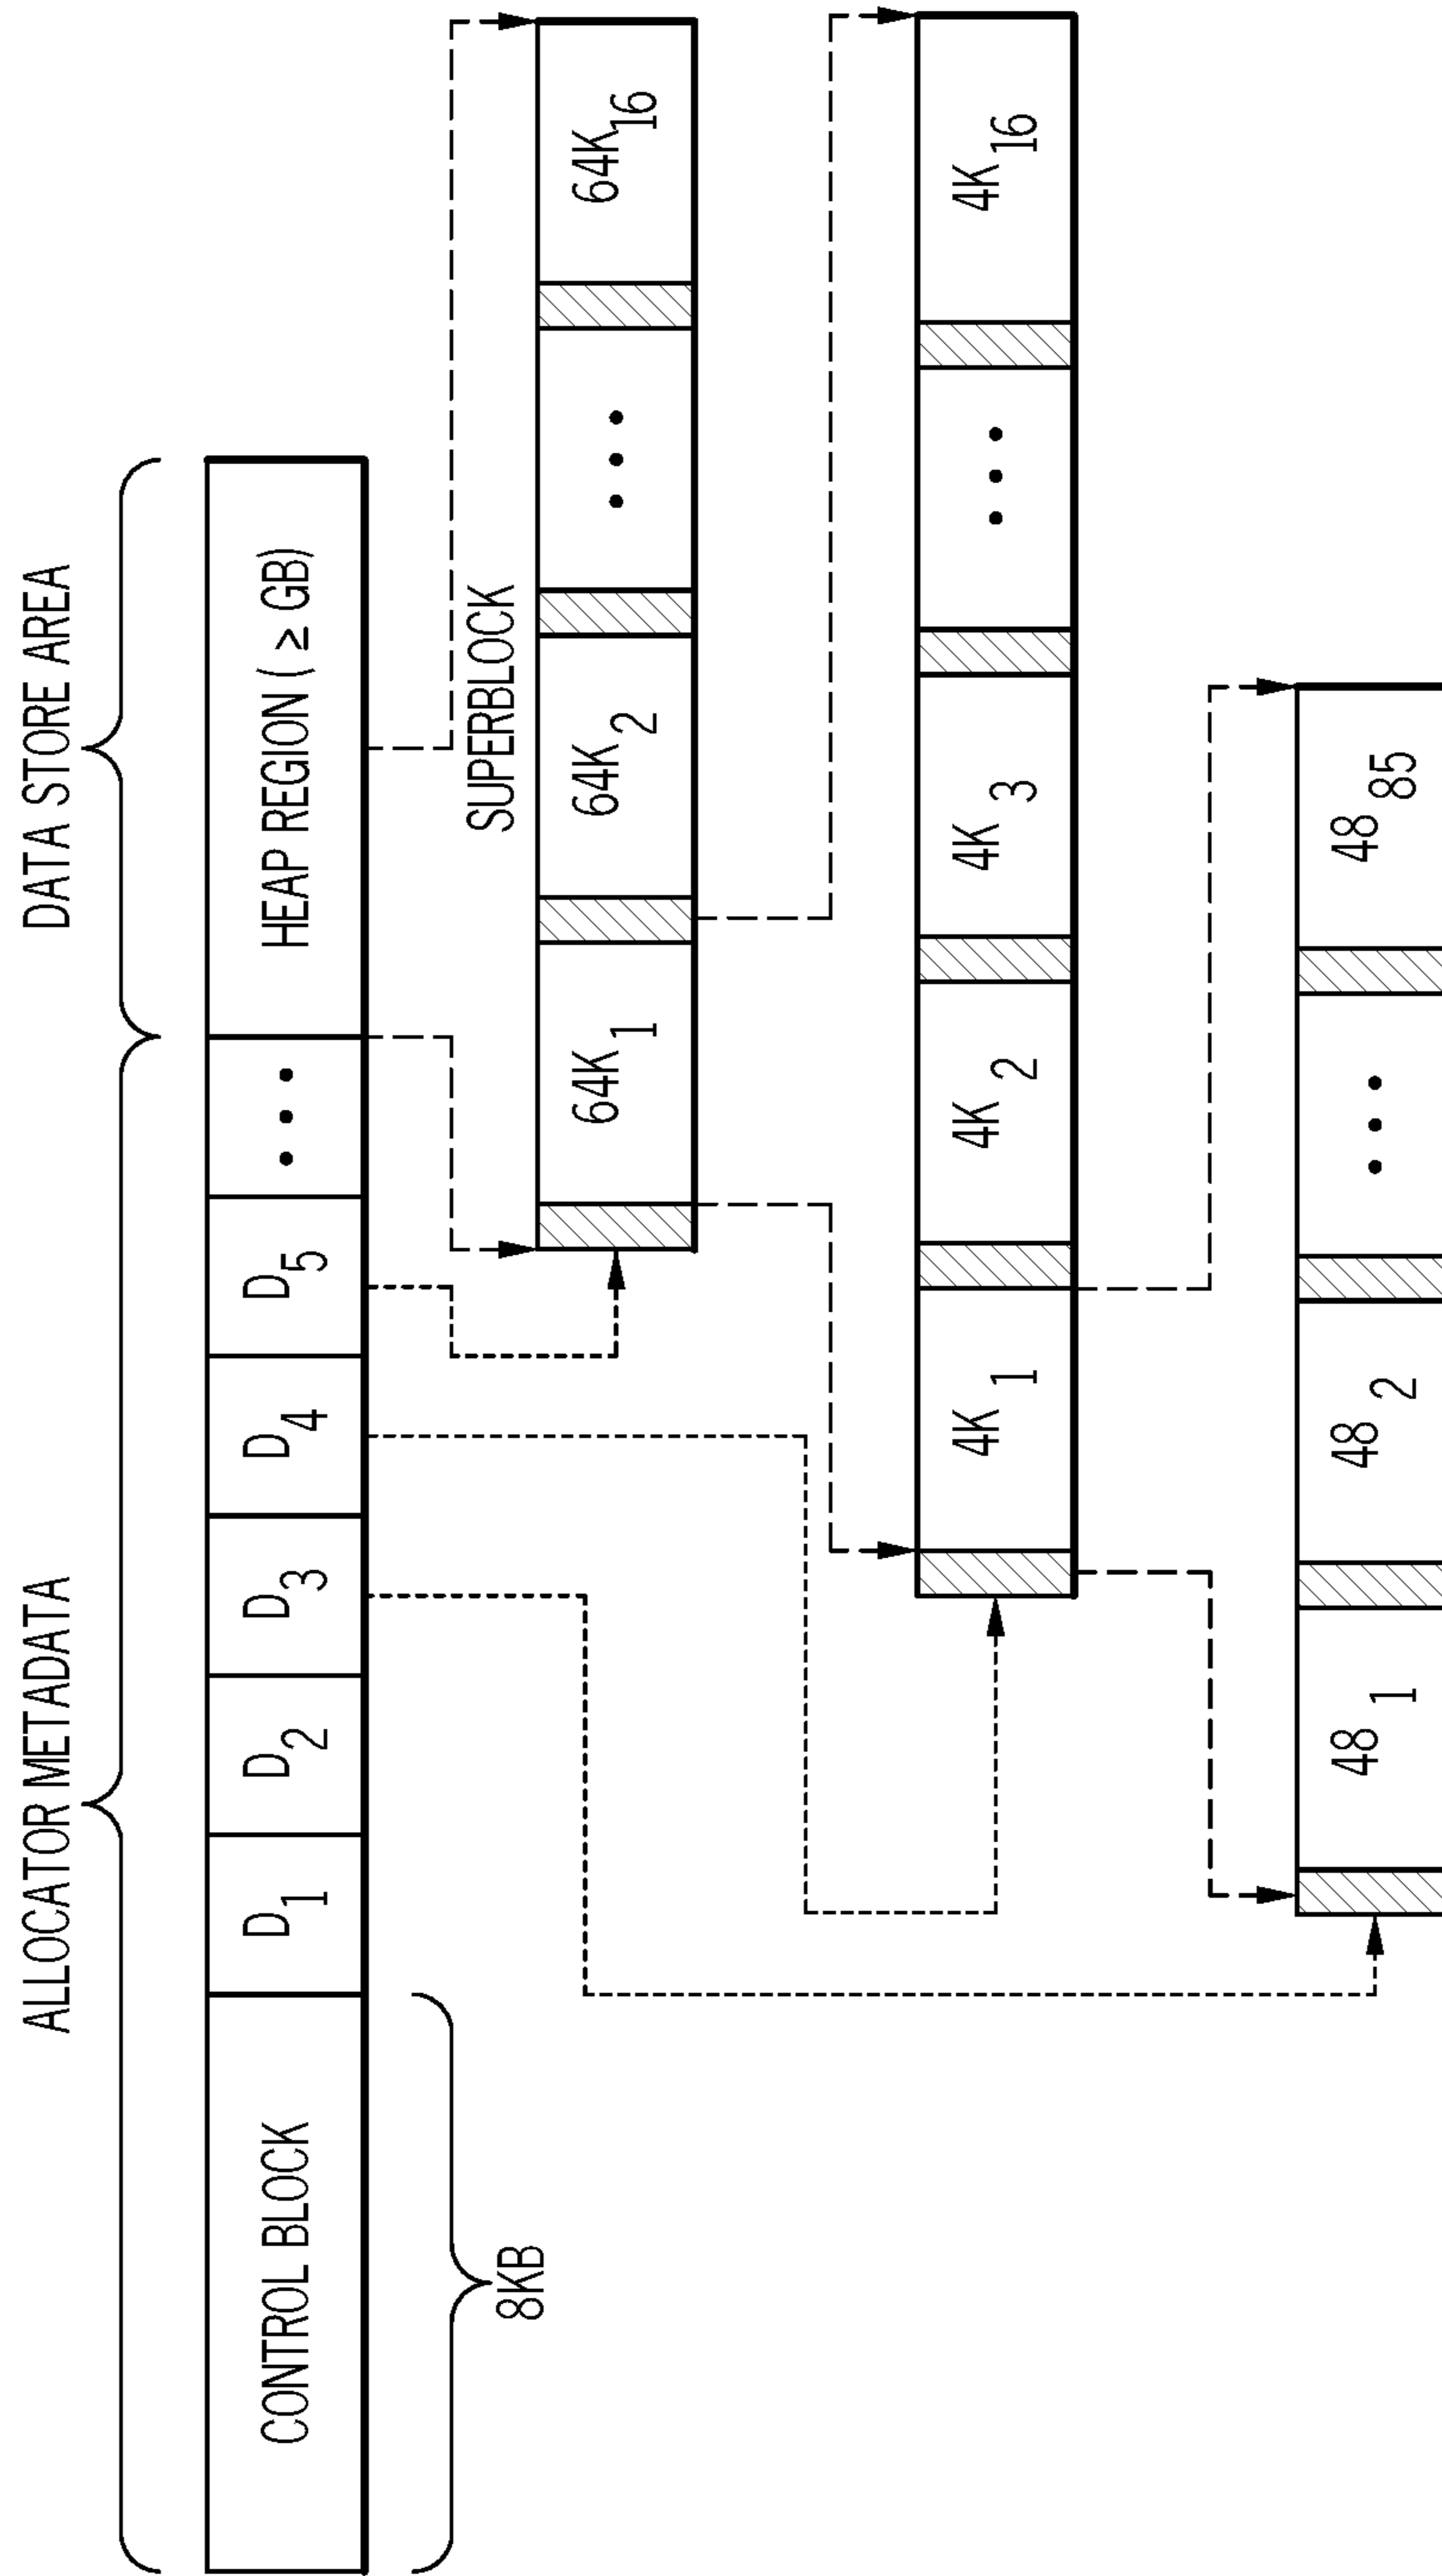 ALLOCATOR METADATA
DATA STORE AREA
CONTROL BLOCK
D1
D2
D3
D4
D5
• • •
HEAP REGION ( ≥ GB)
8KB
SUPERBLOCK
64K1
64K2
• • •
64K16
4K1
4K2
4K3
• • •
4K16
481
482
• • •
4885